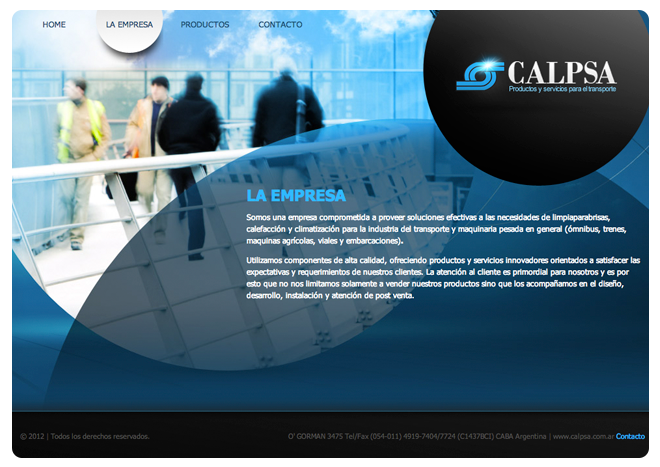 HOME LA EMPRESA PRODUCTOS CONTACTO
CALPSA
Productos y servicios para el transporte
LA EMPRESA
Somos una empresa comprometida a proveer soluciones efectivas a las necesidades de limpiaparabrisas,
calefacción y climatización para la industria del transporte y maquinaria pesada en general (ómnibus, trenes,
maquinas agrícolas, viales y embarcaciones).
Utilizamos componentes de alta calidad, ofreciendo productos y servicios innovadores orientados a satisfacer las
expectativas y requerimientos de nuestros clientes. La atención al cliente es primordial para nosotros y es por
esto que no nos limitamos solamente a vender nuestros productos sino que los acompañamos en el diseño,
desarrollo, instalación y atención de post venta.
© 2012 | Todos los derechos reservados. O' GORMAN 3475 Tel/Fax (054-011) 4919-7404/7724 (C1437BCI) CABA Argentina | www.calpsa.com.ar Contacto